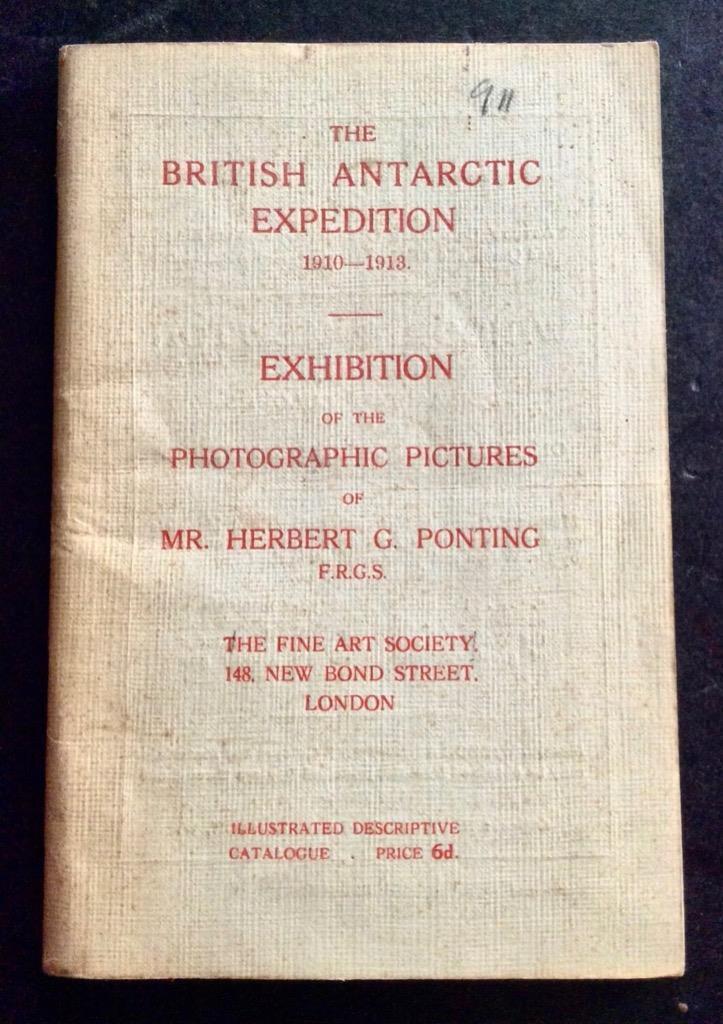 THE
BRITISH ANTARCTIC
EXPEDITION
1910—1913.
EXHIBITION
OF THE
PHOTOGRAPHIC PICTURES
OF
MR. HERBERT G. PONTING
F.R.G.S.
THE FINE ART SOCIETY,
148, NEW BOND STREET.
LONDON
ILLUSTRATED DESCRIPTIVE
CATALOGUE . PRICE 6d.